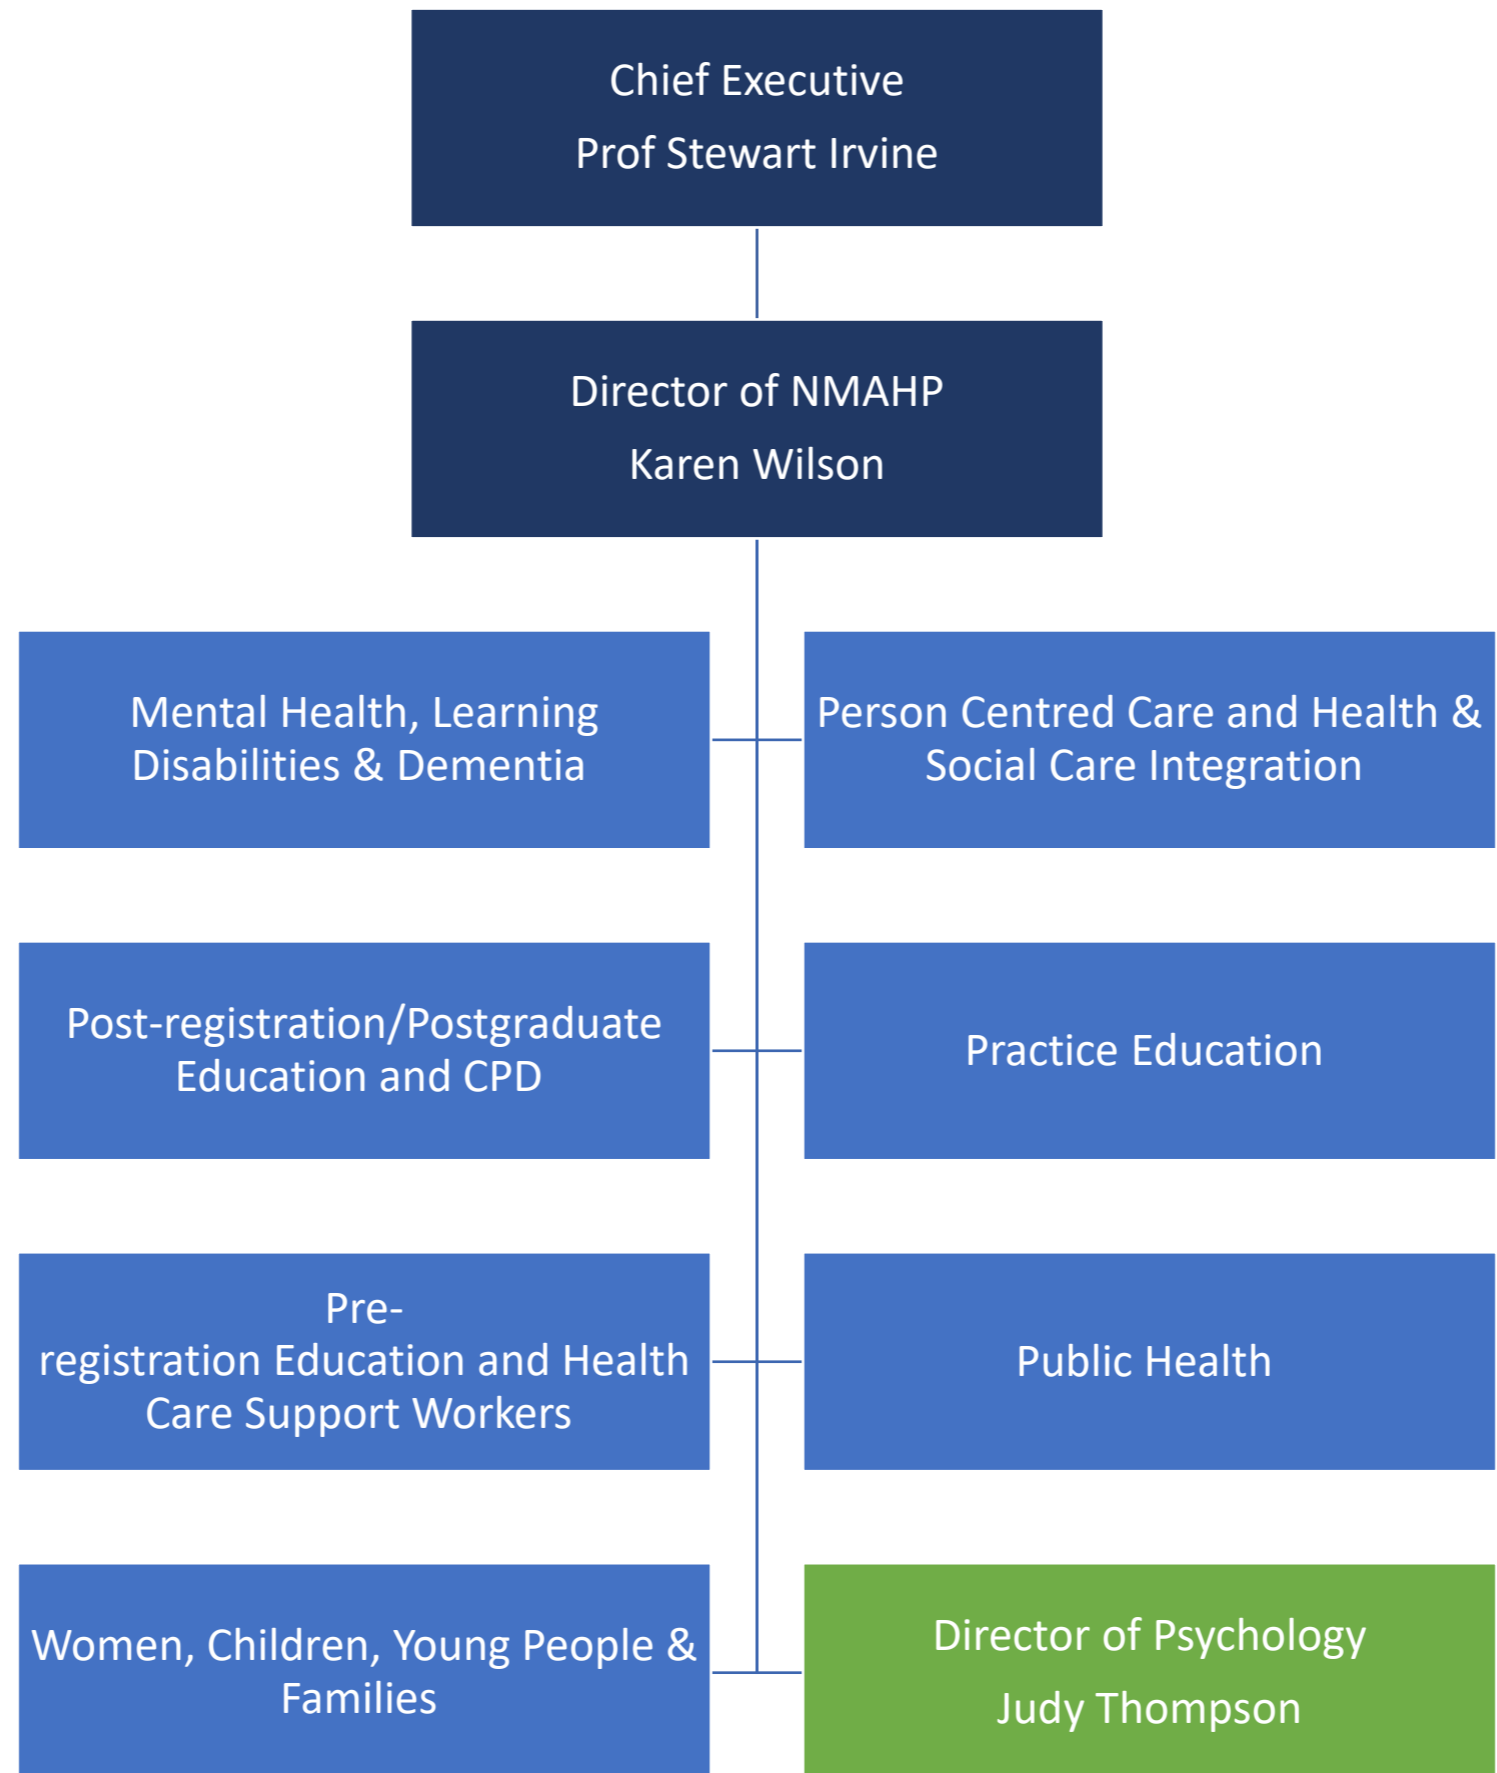 Chief Executive
Prof Stewart Irvine
Director of NMAHP
Karen Wilson
Mental Health, Learning
Disabilities & Dementia
Person Centred Care and Health &
Social Care Integration
Post-registration/Postgraduate
Education and CPD
Practice Education
Pre-
registration Education and Health
Care Support Workers
Public Health
Women, Children, Young People &
Families
Director of Psychology
Judy Thompson